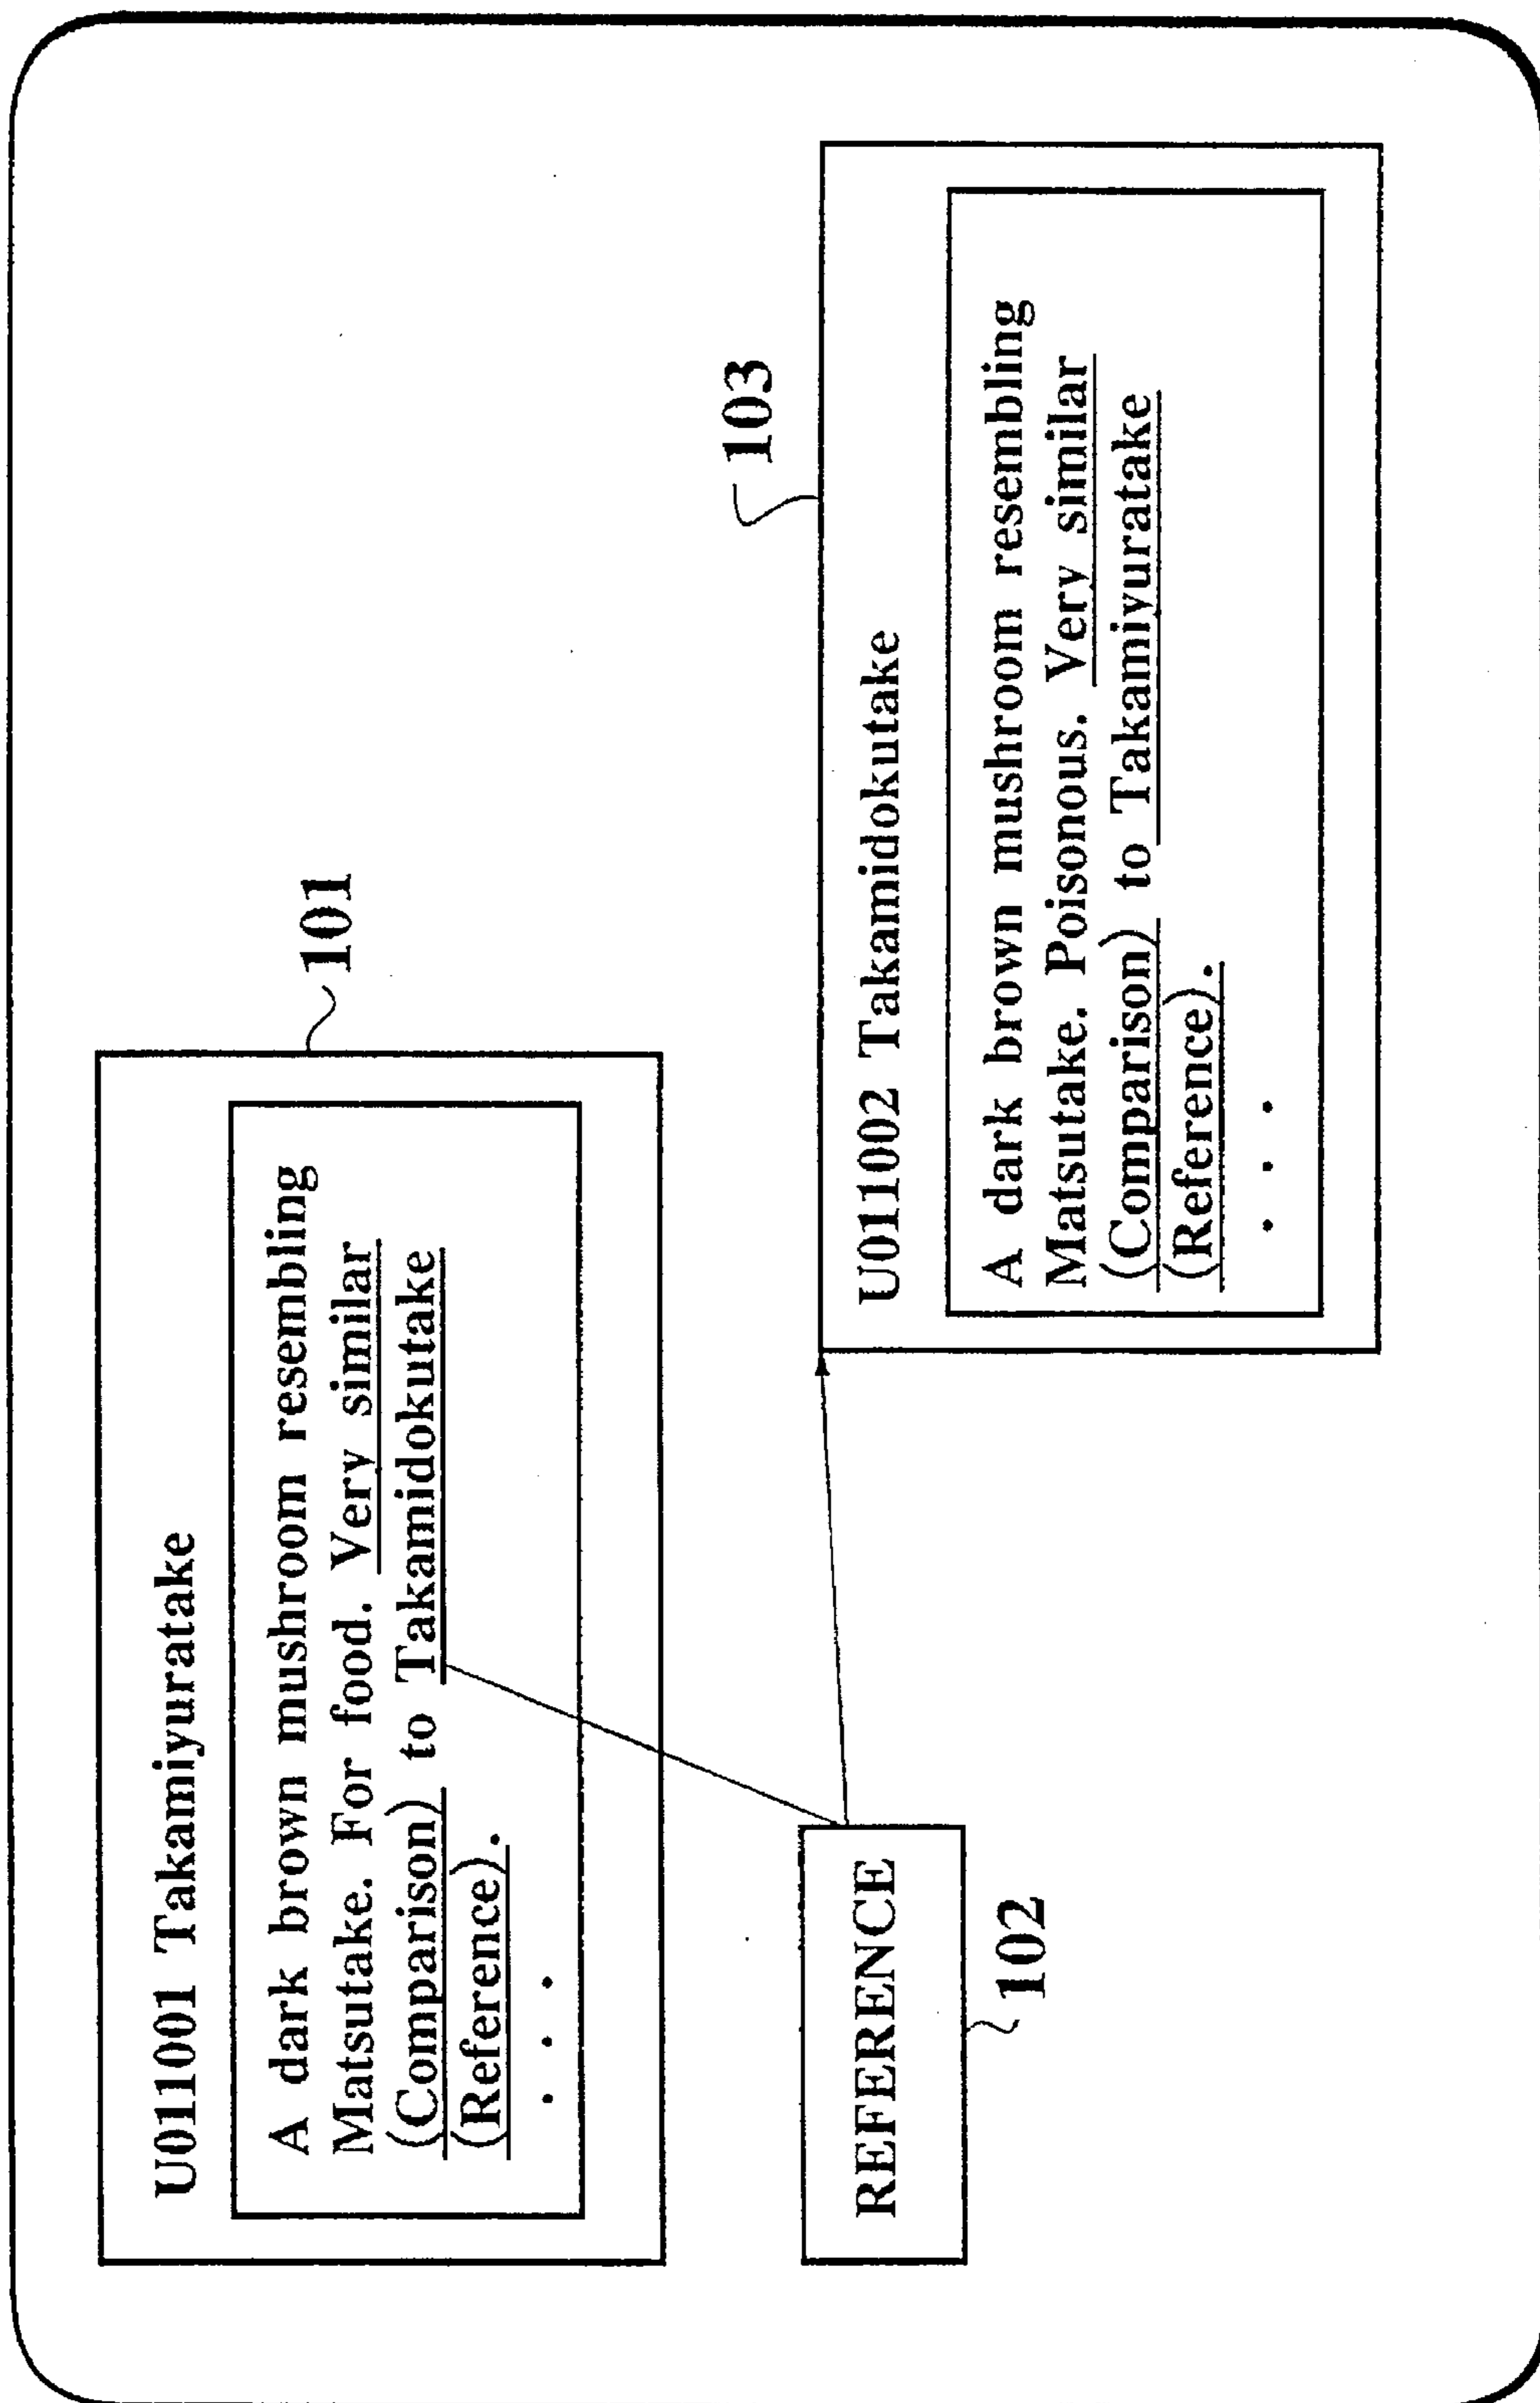 101
U011001 Takamiyuratake
A dark brown mushroom resembling
Matsutake. For food. Very similar
(Comparison) to Takamidokutake
(Reference).
. . .
REFERENCE
102
103
U011002 Takamidokutake
A dark brown mushroom resembling
Matsutake. Poisonous. Very similar
(Comparison) to Takamiyuratake
(Reference).
. . .